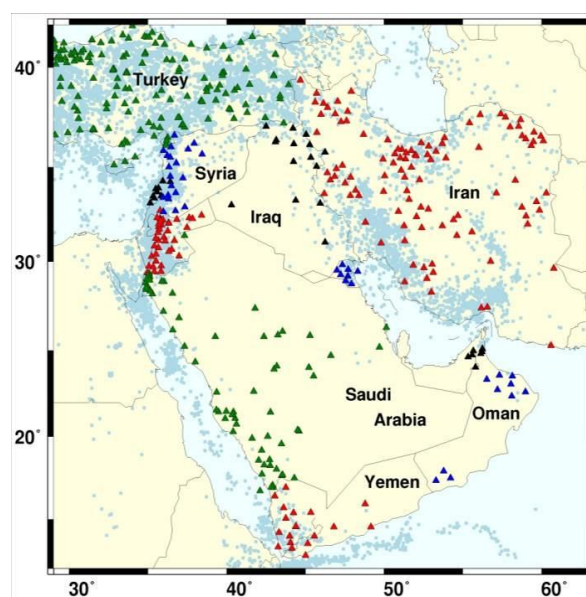 40°
Turkey
Syria
Iran
Iraq
30°
Saudi
Arabia
Oman
20°
Yemen
30° 40° 50° 60°